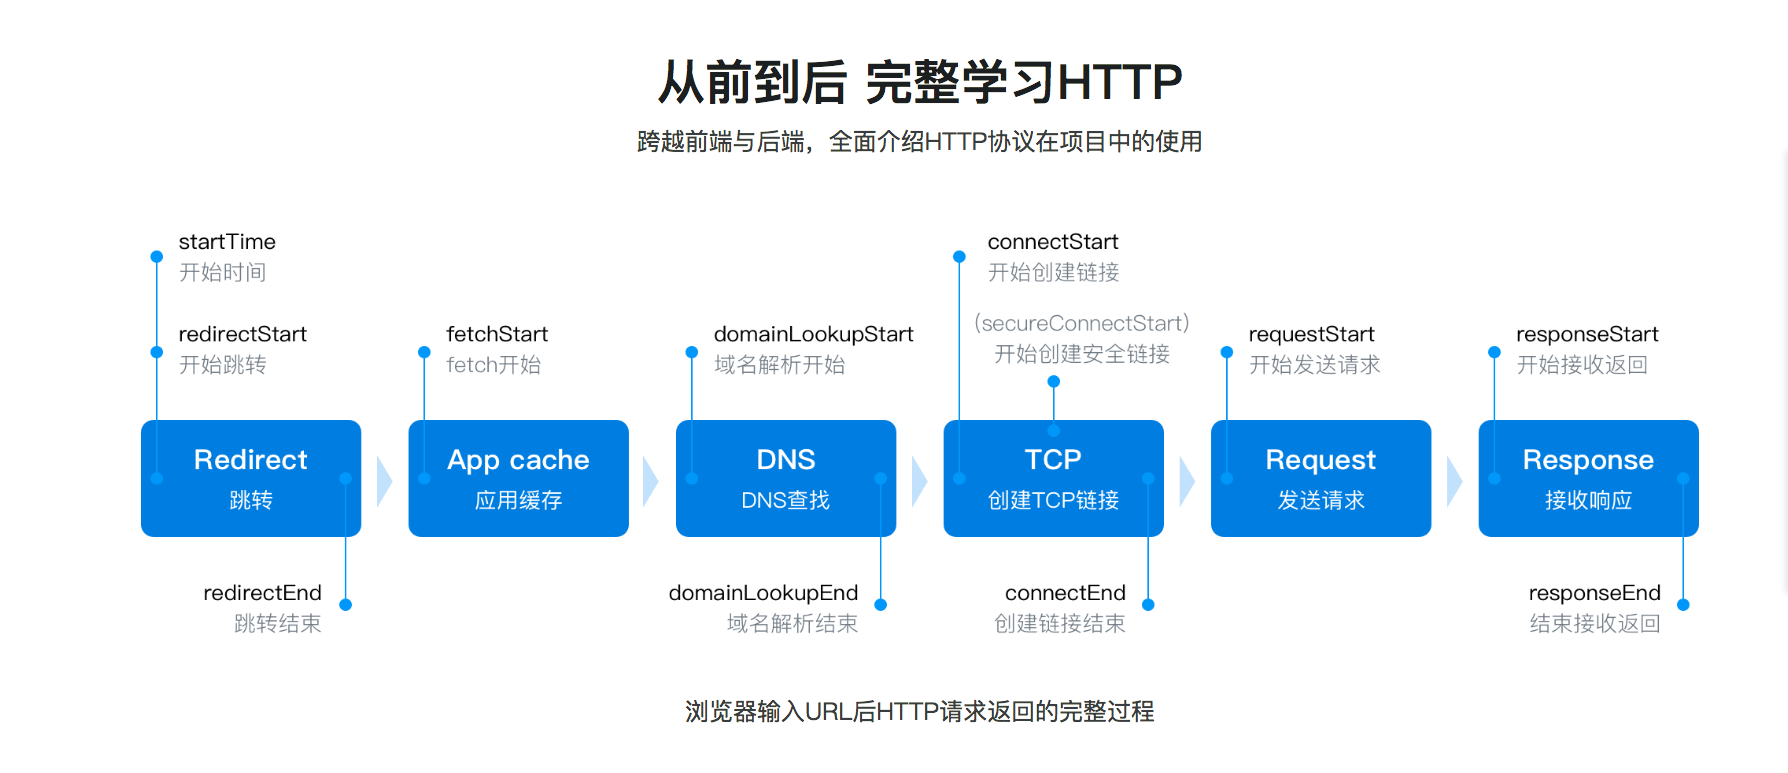 从前到后 完整学习HTTP
跨越前端与后端，全面介绍HTTP协议在项目中的使用
startTime
开始时间
redirectStart
开始跳转
fetchStart
fetch开始
domainLookupStart
域名解析开始
connectStart
开始创建链接
(secureConnectStart)
开始创建安全链接
requestStart
开始发送请求
responseStart
开始接收返回
Redirect
跳转
App cache
应用缓存
DNS
DNS查找
TCP
创建TCP链接
Request
发送请求
Response
接收响应
redirectEnd
跳转结束
domainLookupEnd
域名解析结束
connectEnd
创建链接结束
responseEnd
结束接收返回
浏览器输入URL后HTTP请求返回的完整过程